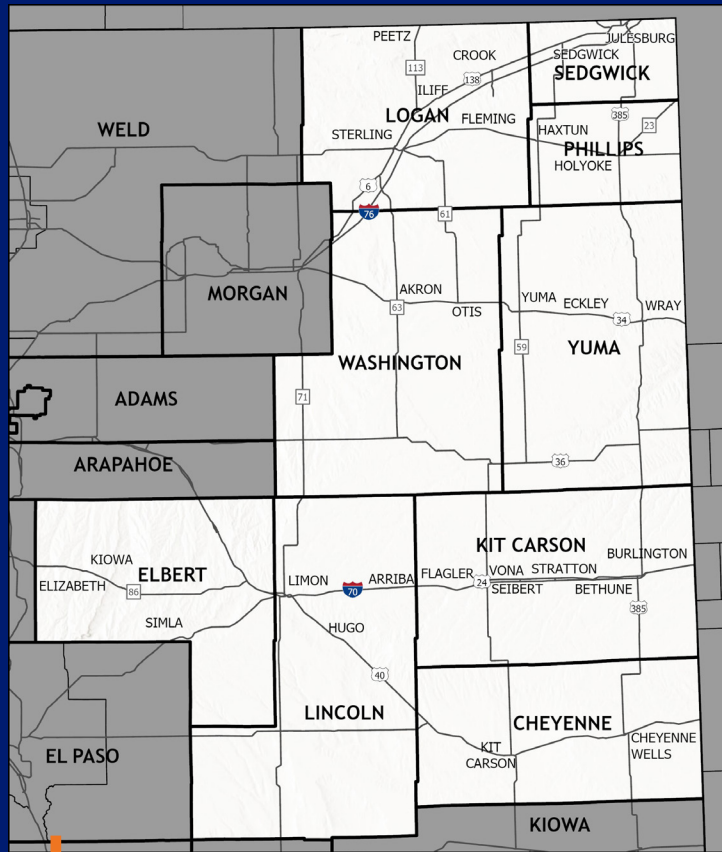 PEETZ
JULESBURG
CROOK
SEDGWICK
113
138
SEDGWICK
ILIFF
LOGAN
385
FLEMING
23
WELD
STERLING
HAXTUN
PHILLIPS
HOLYOKE
6
76
61
MORGAN
AKRON
YUMA
ECKLEY
WRAY
63
OTIS
34
59
YUMA
WASHINGTON
ADAMS
71
ARAPAHOE
36
KIT CARSON
KIOWA
BURLINGTON
ELBERT
FLAGLER
VONA
STRATTON
LIMON
ARRIBA
24
ELIZABETH
86
70
SEIBERT
BETHUNE
385
SIMLA
HUGO
40
LINCOLN
CHEYENNE
EL PASO
KIT
CARSON
CHEYENNE
WELLS
KIOWA